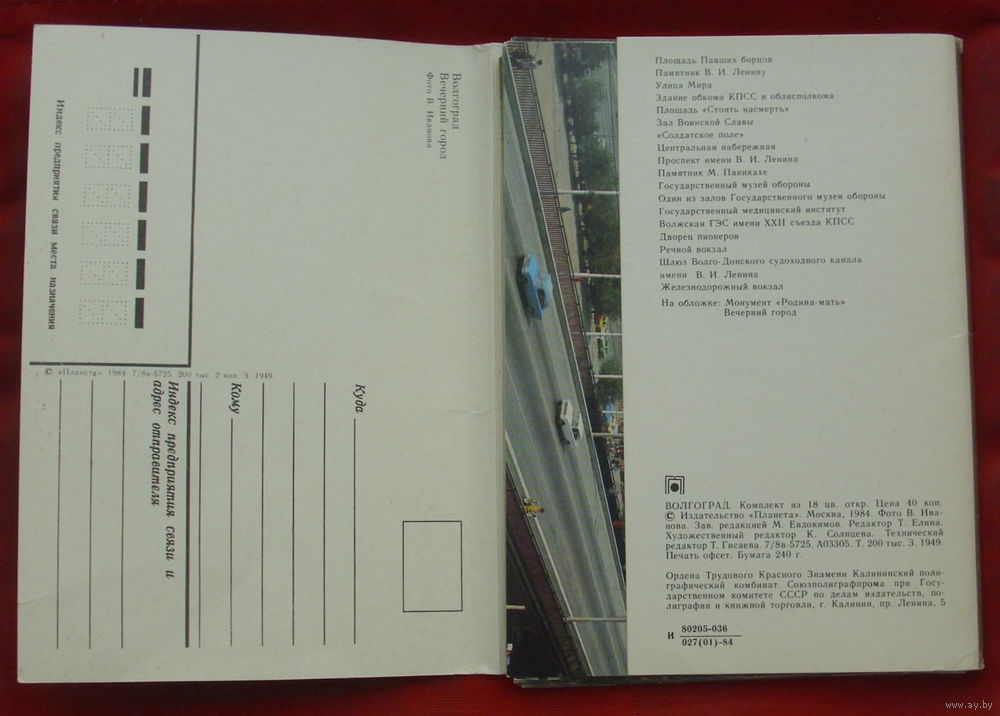 Волгоград
Вечерний город
Фото В. Иванова
Индекс предприятия связи места назначения
© «Планета» 1984. 7/8в-5725. 200 тыс. 2 коп. З. 1949.
Куда
Кому
Индекс предприятия связи и
адрес отправителя
Площадь Павших борцов
Памятник В. И. Ленину
Улица Мира
Здание обкома КПСС и облисполкома
Площадь «Стоять насмерть»
Зал Воинской Славы
«Солдатское поле»
Центральная набережная
Проспект имени В. И. Ленина
Памятник М. Паникахе
Государственный музей обороны
Один из залов Государственного музея обороны
Государственный медицинский институт
Волжская ГЭС имени XXII съезда КПСС
Дворец пионеров
Речной вокзал
Шлюз Волго-Донского судоходного канала
имени В. И. Ленина
Железнодорожный вокзал
На обложке: Монумент «Родина-мать»
Вечерний город
ВОЛГОГРАД. Комплект из 18 цв. откр. Цена 40 коп.
© Издательство «Планета». Москва, 1984. Фото В. Ива-
нова. Зав. редакцией М. Евдокимов. Редактор Т. Елина.
Художественный редактор К. Солнцева. Технический
редактор Т. Гисаева. 7/8в-5725. А03305. Т. 200 тыс. З. 1949.
Печать офсет. Бумага 240 г.
Ордена Трудового Красного Знамени Калининский поли-
графкомбинат Союзполиграфпрома при Госу-
дарственном комитете СССР по делам издательств, по-
лиграфии и книжной торговли, г. Калинин, пр. Ленина, 5
И 80205-036
027(01)-84
www.ay.by